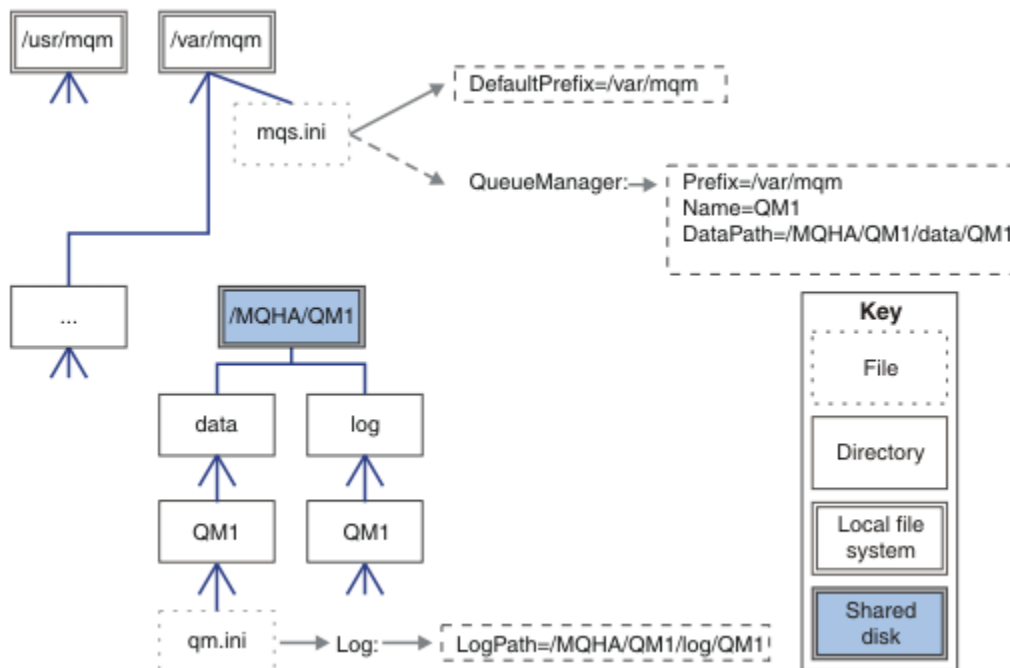 /usr/mqm
/var/mqm
mqs.ini
DefaultPrefix=/var/mqm
QueueManager:
Prefix=/var/mqm
Name=QM1
DataPath=/MQHA/QM1/data/QM1
...
/MQHA/QM1
data
log
QM1
QM1
qm.ini
Log:
LogPath=/MQHA/QM1/log/QM1
Key
File
Directory
Local file
system
Shared
disk